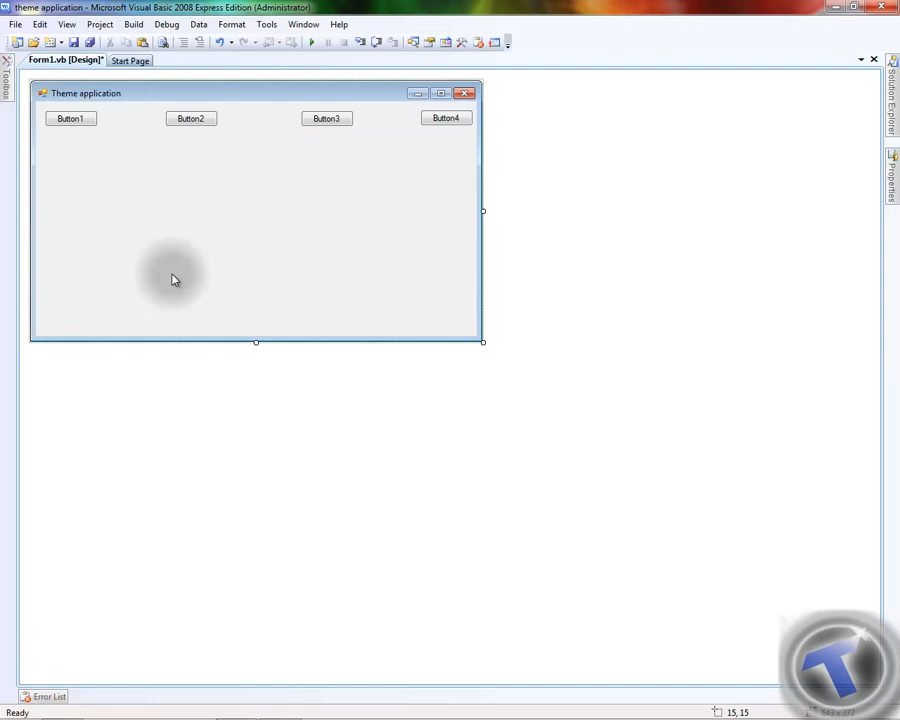 theme application - Microsoft Visual Basic 2008 Express Edition (Administrator)
File Edit View Project Build Debug Data Format Tools Window Help
Form1.vb [Design]* Start Page
Toolbox
Solution Explorer
Properties
Theme application
Button1 Button2 Button3 Button4
Error List
T
Ready 15, 15 643 x 377